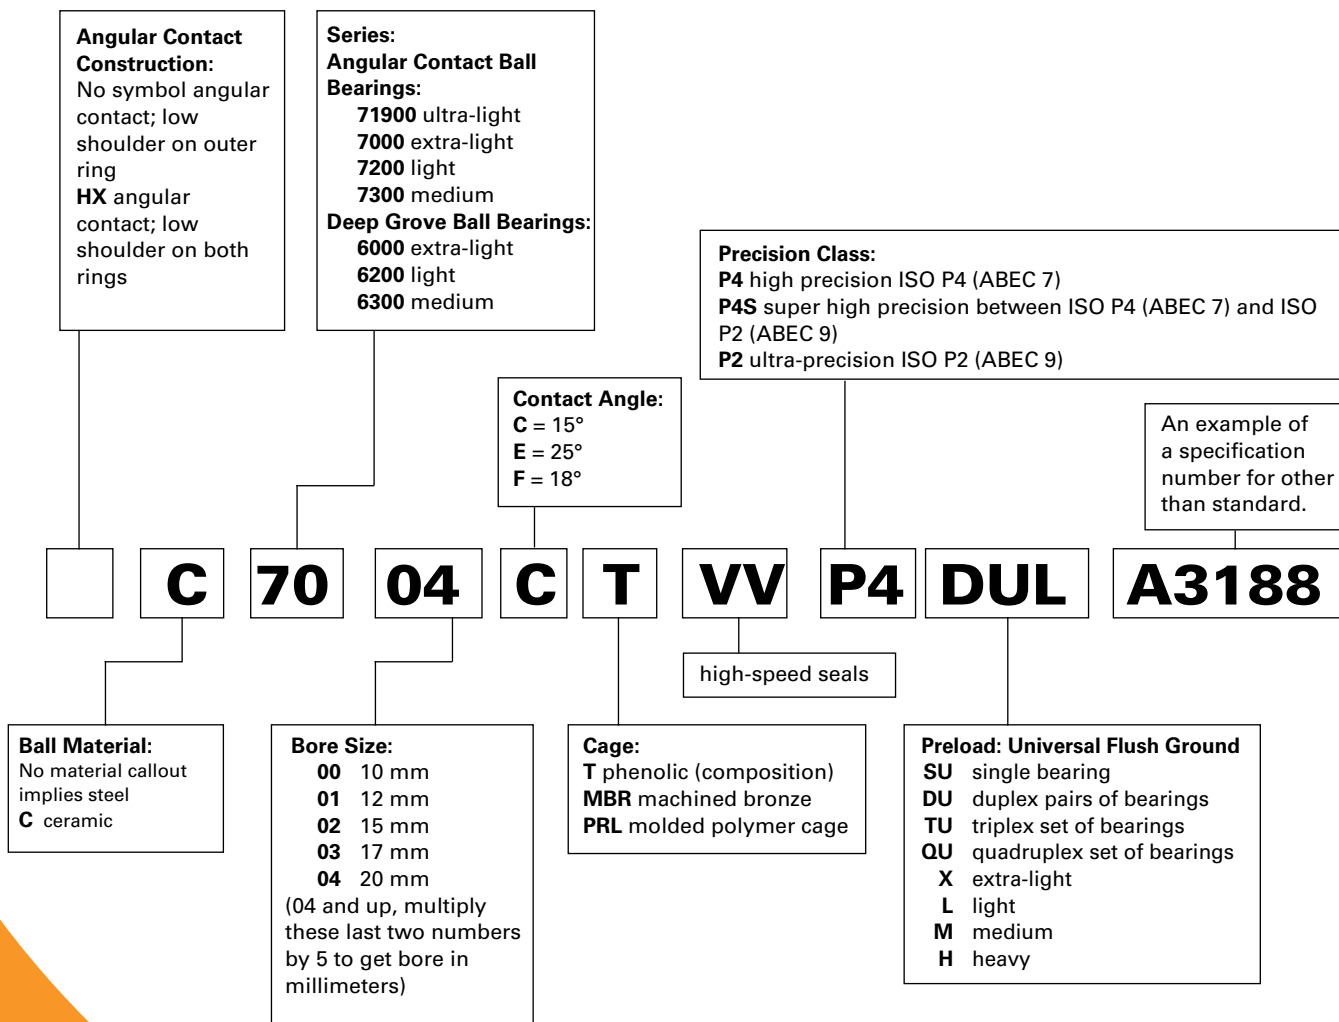 Angular Contact
Construction:
No symbol angular
contact; low
shoulder on outer
ring
HX angular
contact; low
shoulder on both
rings
Series:
Angular Contact Ball
Bearings:
71900 ultra-light
7000 extra-light
7200 light
7300 medium
Deep Grove Ball Bearings:
6000 extra-light
6200 light
6300 medium
Precision Class:
P4 high precision ISO P4 (ABEC 7)
P4S super high precision between ISO P4 (ABEC 7) and ISO
P2 (ABEC 9)
P2 ultra-precision ISO P2 (ABEC 9)
Contact Angle:
C = 15°
E = 25°
F = 18°
An example of
a specification
number for other
than standard.
C 70 04 C T VV P4 DUL A3188
high-speed seals
Ball Material:
No material callout
implies steel
C ceramic
Bore Size:
00 10 mm
01 12 mm
02 15 mm
03 17 mm
04 20 mm
(04 and up, multiply
these last two numbers
by 5 to get bore in
millimeters)
Cage:
T phenolic (composition)
MBR machined bronze
PRL molded polymer cage
Preload: Universal Flush Ground
SU single bearing
DU duplex pairs of bearings
TU triplex set of bearings
QU quadruplex set of bearings
X extra-light
L light
M medium
H heavy